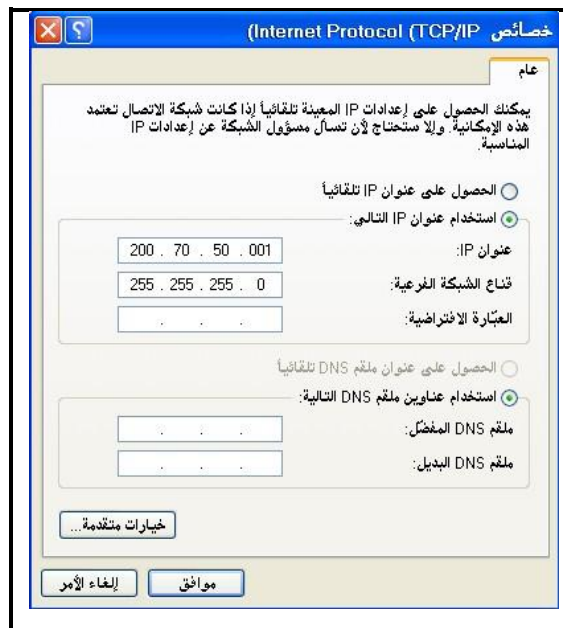 خصائص Internet Protocol (TCP/IP)
عام
يمكنك الحصول على إعدادات IP المعينة تلقائياً إذا كانت شبكة الاتصال تعتمد
هذه الإمكانية. وإلا ستحتاج لأن تسأل مسؤول الشبكة عن إعدادات IP
المناسبة.
الحصول على عنوان IP تلقائياً
استخدام عنوان IP التالي:
عنوان IP: 200 . 70 . 50 . 001
قناع الشبكة الفرعية: 255 . 255 . 255 . 0
العبّارة الافتراضية: . . .
الحصول على عنوان ملقم DNS تلقائياً
استخدام عناوين ملقم DNS التالية:
ملقم DNS المفضّل: . . .
ملقم DNS البديل: . . .
خيارات متقدمة...
موافق إلغاء الأمر